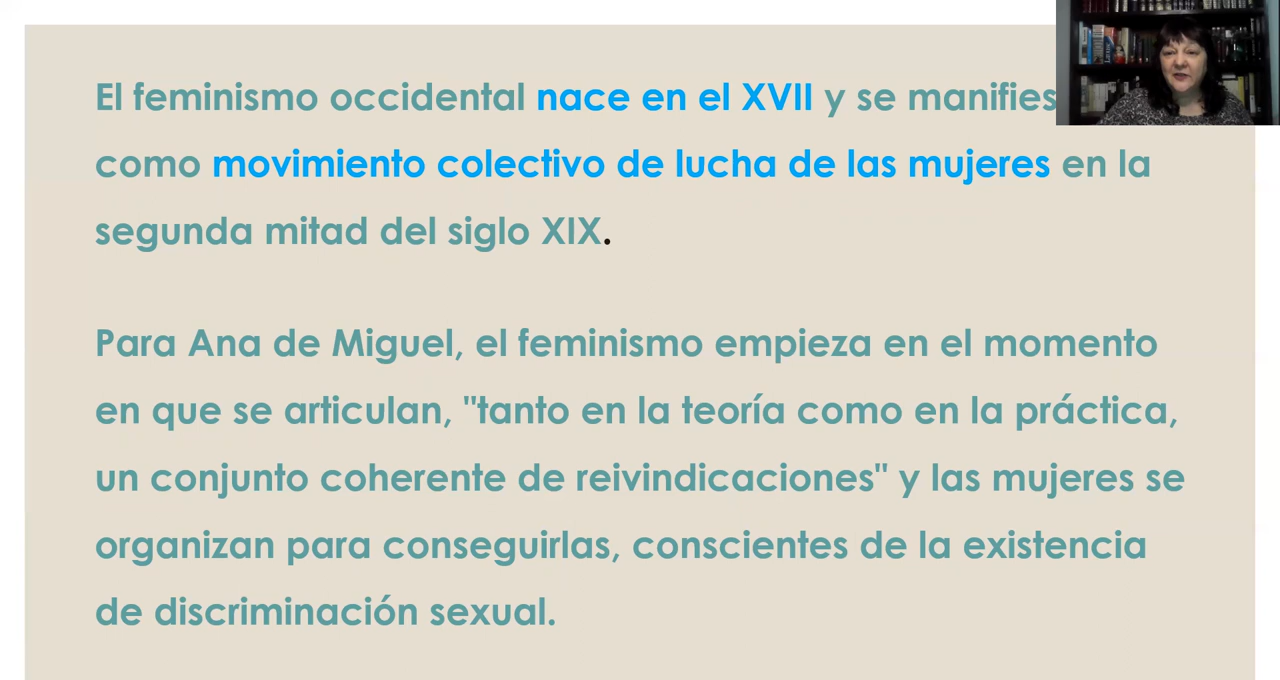 El feminismo occidental nace en el XVII y se manifies
como movimiento colectivo de lucha de las mujeres en la
segunda mitad del siglo XIX.
Para Ana de Miguel, el feminismo empieza en el momento
en que se articulan, "tanto en la teoría como en la práctica,
un conjunto coherente de reivindicaciones" y las mujeres se
organizan para conseguirlas, conscientes de la existencia
de discriminación sexual.